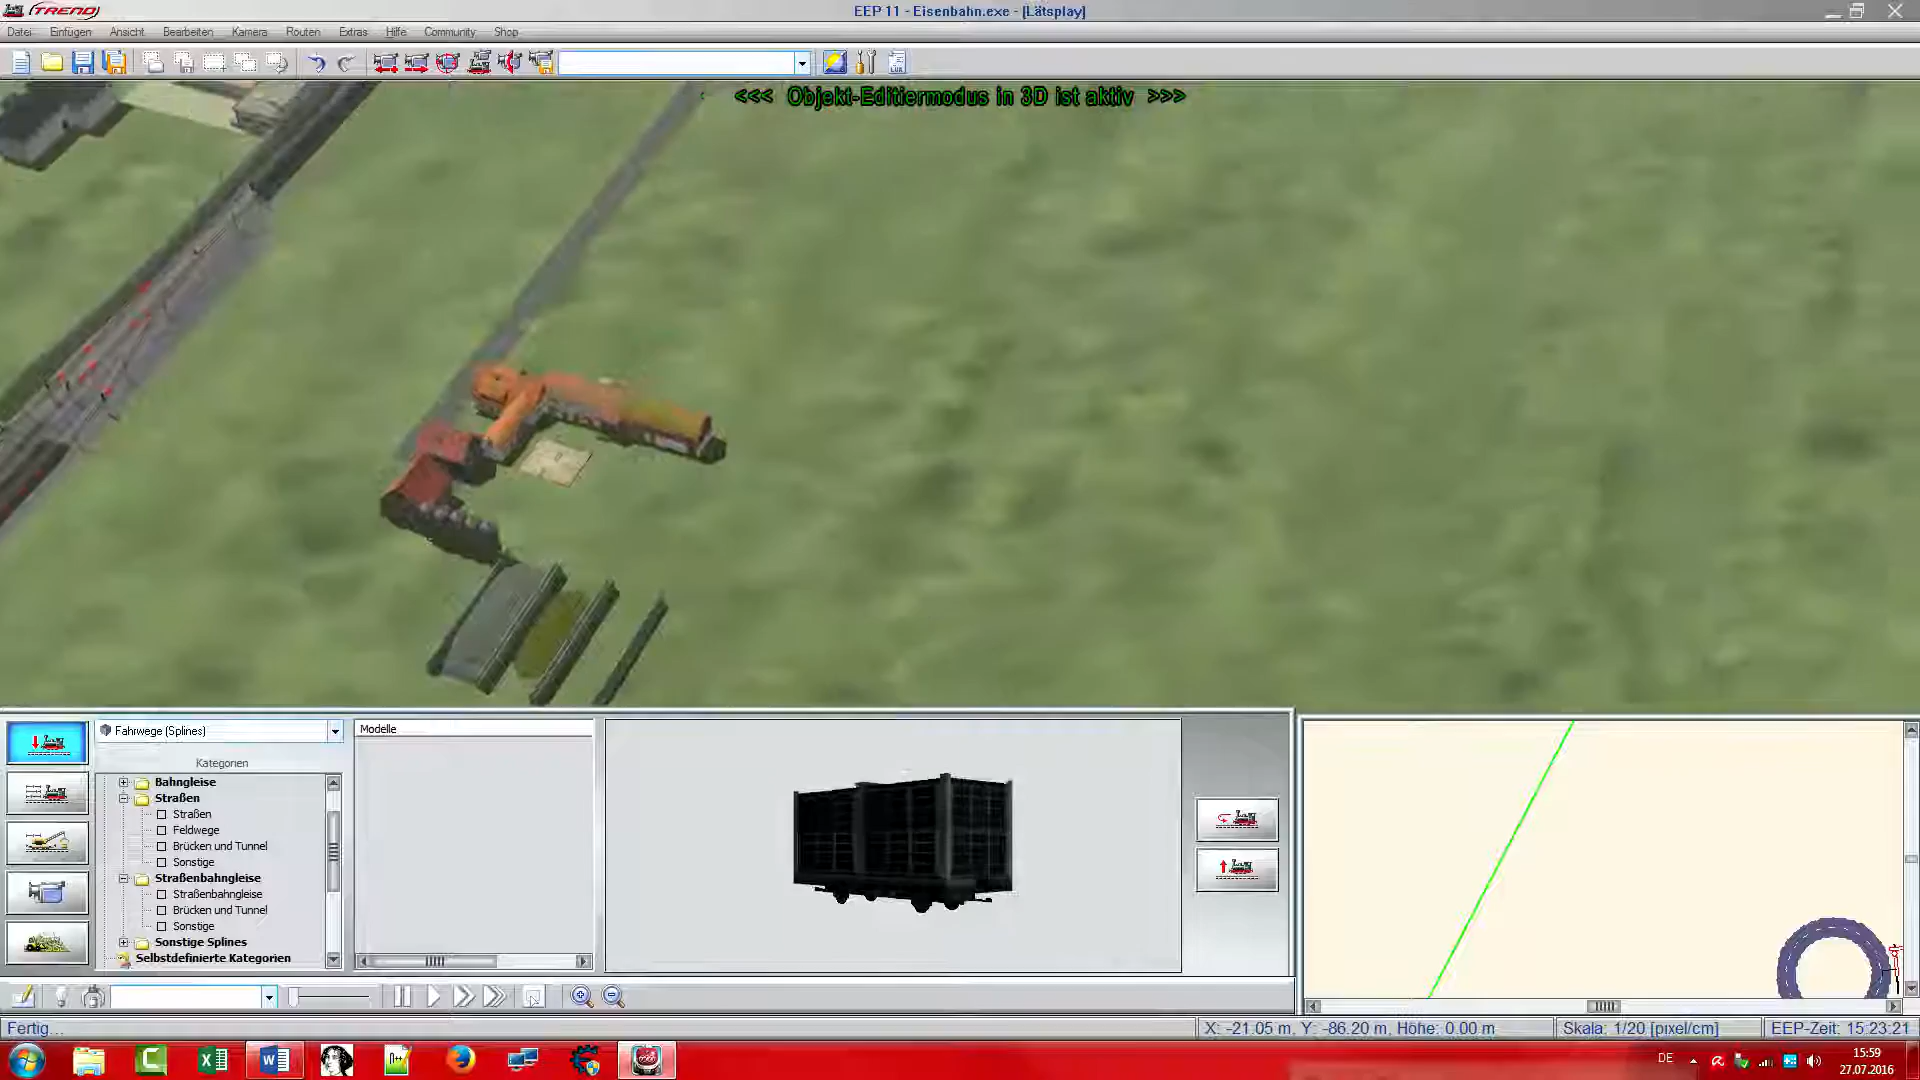 TREND
EEP 11 - Eisenbahn.exe - [Lätsplay]
Datei Einfügen Ansicht Bearbeiten Kamera Routen Extras Hilfe Community Shop
<<< Objekt-Editiermodus in 3D ist aktiv >>>
Fahrwege (Splines)
Kategorien
Bahngleise
Straßen
Straßen
Feldwege
Brücken und Tunnel
Sonstige
Straßenbahngleise
Straßenbahngleise
Brücken und Tunnel
Sonstige
Sonstige Splines
Selbstdefinierte Kategorien
Modelle
Fertig...
X: -21.05 m, Y: -86.20 m, Höhe: 0.00 m
Skala: 1/20 [pixel/cm]
EEP-Zeit: 15:23:21
DE
15:59
27.07.2016